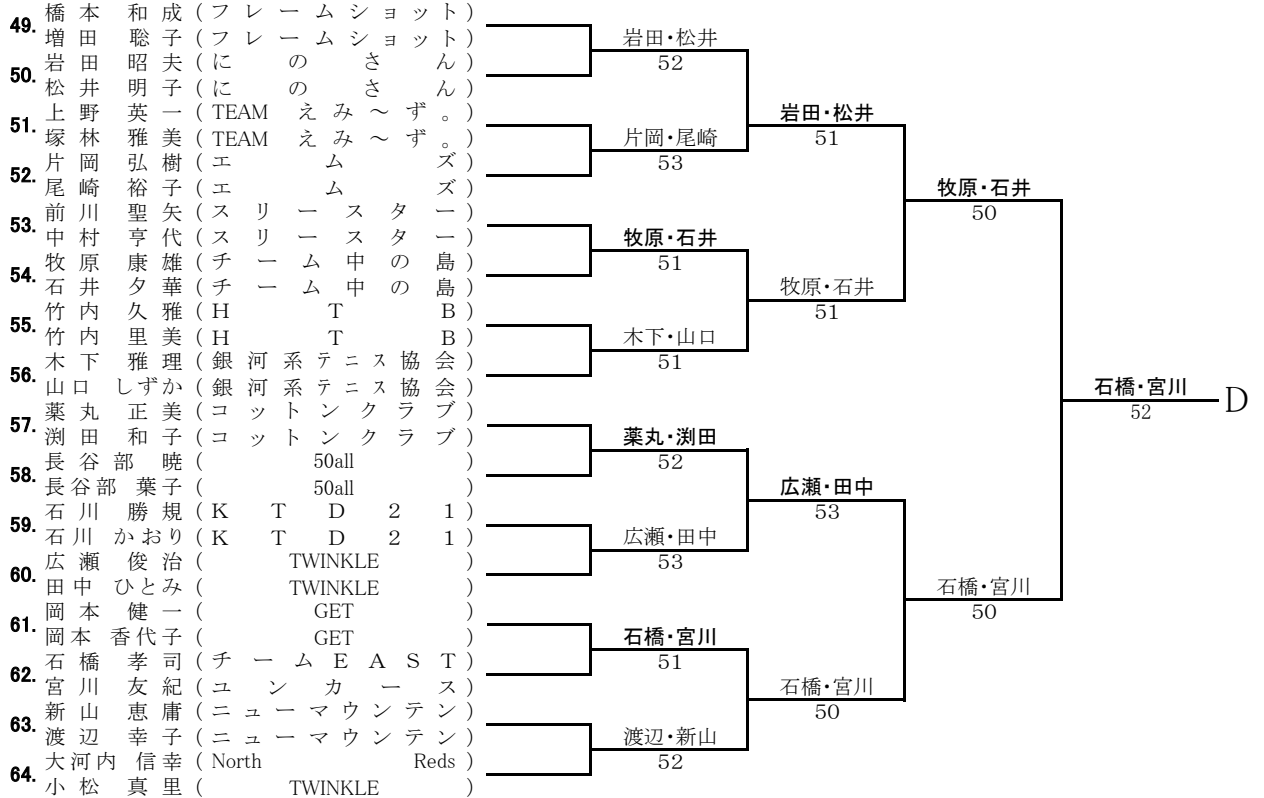 49.
橋本 和成 (フレームショット)
増田 聡子 (フレームショット)
50.
岩田 昭夫 (にのさん)
松井 明子 (にのさん)
51.
上野 英一 (TEAM えみ～ず。)
塚林 雅美 (TEAM えみ～ず。)
52.
片岡 弘樹 (エムズ)
尾崎 裕子 (エムズ)
53.
前川 聖矢 (スリースター)
中村 亨代 (スリースター)
54.
牧原 康雄 (チーム中の島)
石井 夕華 (チーム中の島)
55.
竹内 久雅 (HTB)
竹内 里美 (HTB)
56.
木下 雅理 (銀河系テニス協会)
山口 しずか (銀河系テニス協会)
57.
薬丸 正美 (コットンクラブ)
渕田 和子 (コットンクラブ)
58.
長谷部 暁 (50all)
長谷部 葉子 (50all)
59.
石川 勝規 (KTD21)
石川 かおり (KTD21)
60.
広瀬 俊治 (TWINKLE)
田中 ひとみ (TWINKLE)
61.
岡本 健一 (GET)
岡本 香代子 (GET)
62.
石橋 孝司 (チームEAST)
宮川 友紀 (ユンカース)
63.
新山 恵庸 (ニューマウンテン)
渡辺 幸子 (ニューマウンテン)
64.
大河内 信幸 (North Reds)
小松 真里 (TWINKLE)
岩田・松井
52
片岡・尾崎
53
牧原・石井
51
木下・山口
51
薬丸・渕田
52
広瀬・田中
53
石橋・宮川
51
渡辺・新山
52
岩田・松井
51
牧原・石井
51
広瀬・田中
53
石橋・宮川
50
牧原・石井
50
石橋・宮川
50
石橋・宮川
52
D